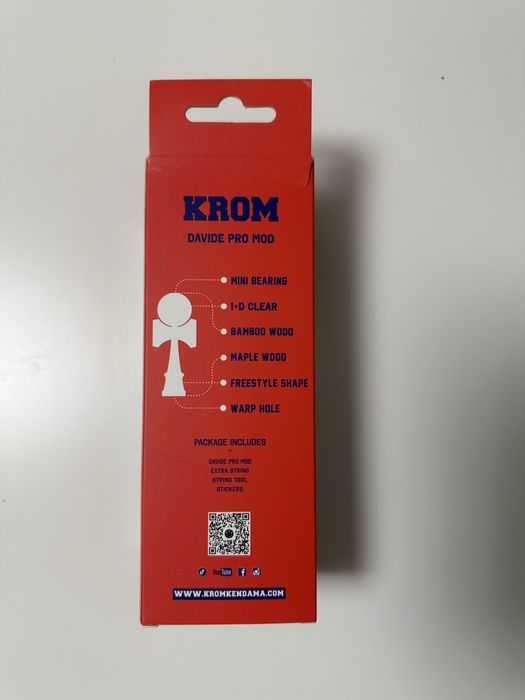 KROM
DAVIDE PRO MOD
MINI BEARING
I+D CLEAR
BAMBOO WOOD
MAPLE WOOD
FREESTYLE SHAPE
WARP HOLE
PACKAGE INCLUDES
-
DAVIDE PRO MOD
EXTRA STRING
STRING TOOL
STICKERS
YouTube
WWW.KROMKENDAMA.COM